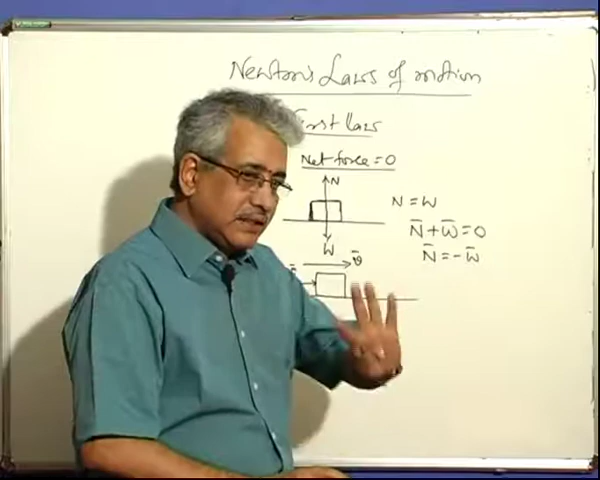 Newton's Laws of motion
First Law
Net force = 0
N
N = W
W
N̄ + W̄ = 0
N̄ = -W̄
v̄